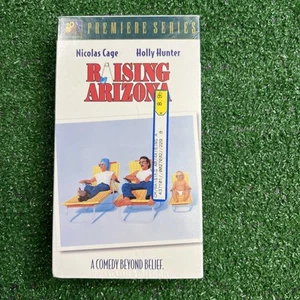 PREMIERE SERIES
Nicolas Cage Holly Hunter
RAISING
ARIZONA
A COMEDY BEYOND BELIEF.